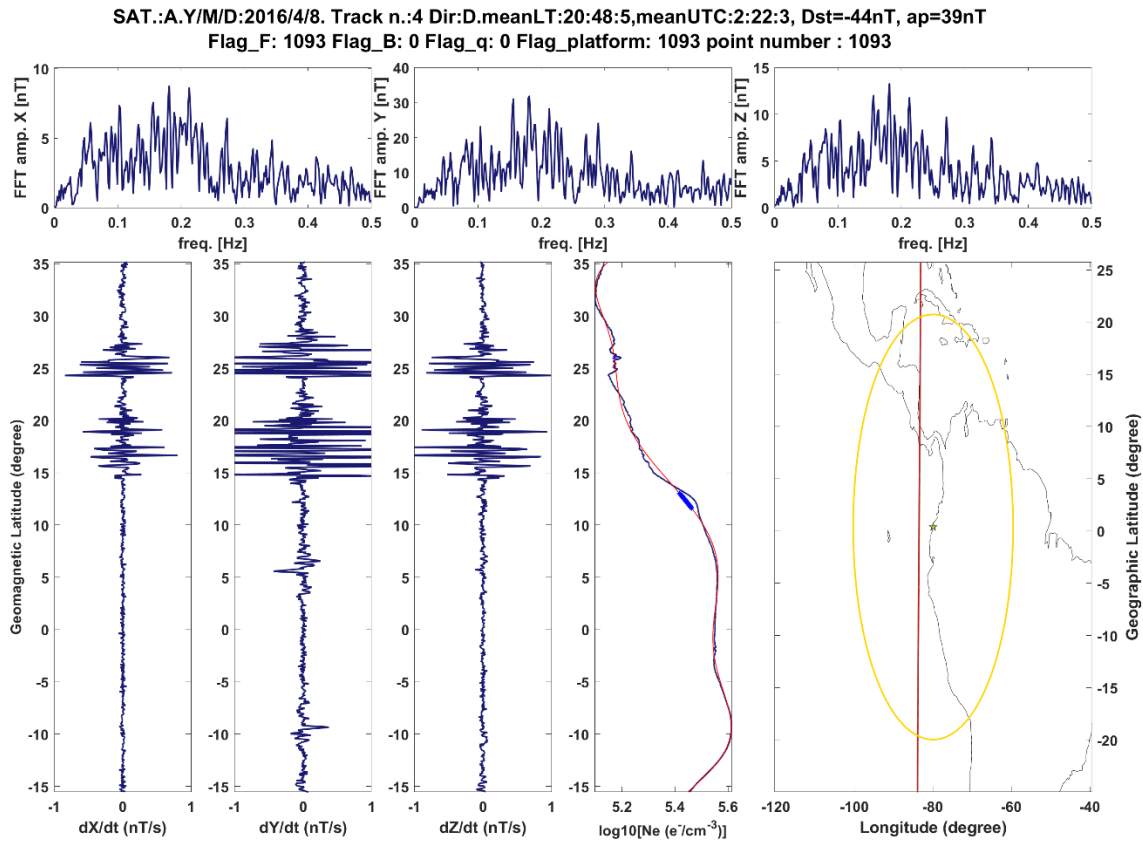 SAT.:A.Y/M/D:2016/4/8. Track n.:4 Dir:D.meanLT:20:48:5,meanUTC:2:22:3, Dst=-44nT, ap=39nT
Flag_F: 1093 Flag_B: 0 Flag_q: 0 Flag_platform: 1093 point number : 1093
FFT amp. X [nT]
10
5
0
0 0.1 0.2 0.3 0.4 0.5
freq. [Hz]
FFT amp. Y [nT]
40
30
20
10
0
0 0.1 0.2 0.3 0.4 0.5
freq. [Hz]
FFT amp. Z [nT]
15
10
5
0
0 0.1 0.2 0.3 0.4 0.5
freq. [Hz]
Geomagnetic Latitude (degree)
35
30
25
20
15
10
5
0
-5
-10
-15
-1 0 1
dX/dt (nT/s)
35
30
25
20
15
10
5
0
-5
-10
-15
-1 0 1
dY/dt (nT/s)
35
30
25
20
15
10
5
0
-5
-10
-15
-1 0 1
dZ/dt (nT/s)
35
30
25
20
15
10
5
0
-5
-10
-15
5.2 5.4 5.6
log10[Ne (e⁻/cm⁻³)]
25
20
15
10
5
0
-5
-10
-15
-20
Geographic Latitude (degree)
-120 -100 -80 -60 -40
Longitude (degree)